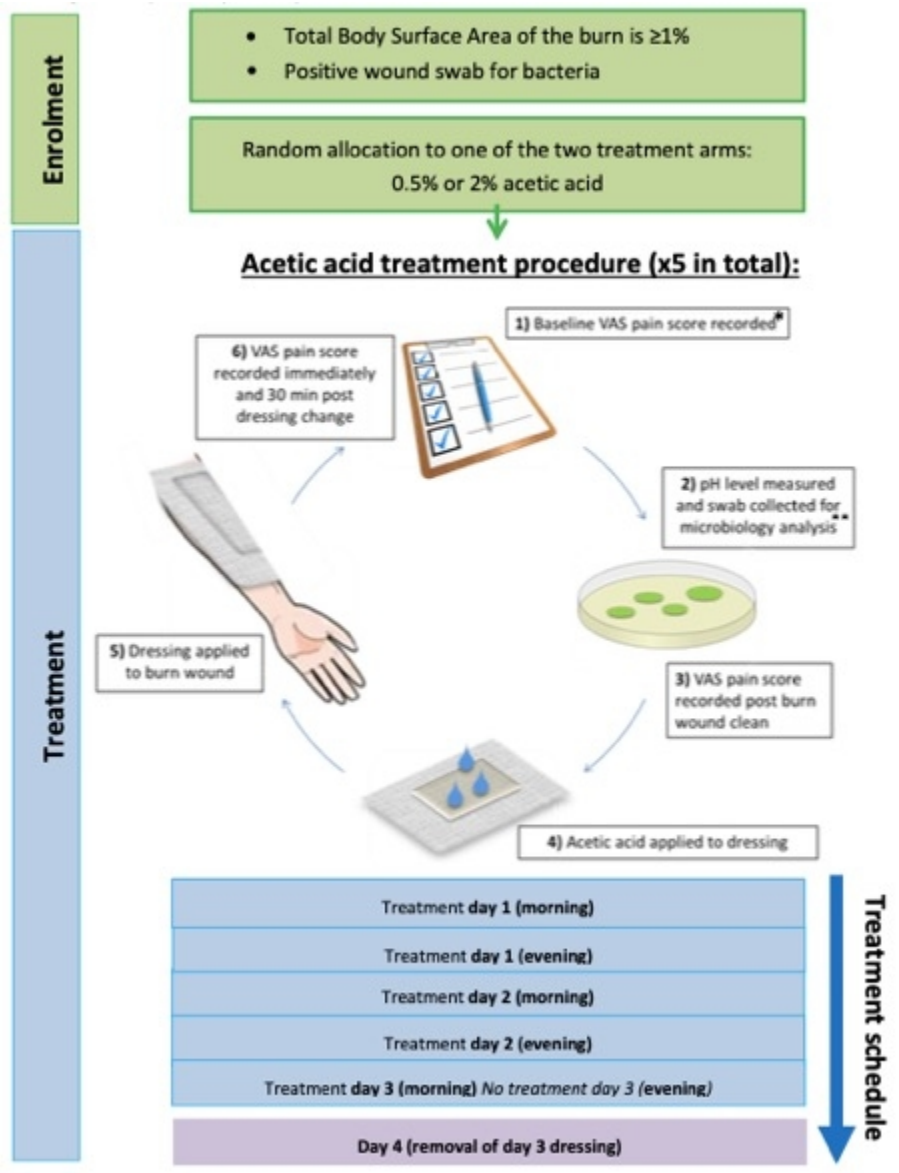 Enrolment
• Total Body Surface Area of the burn is ≥1%
• Positive wound swab for bacteria
Random allocation to one of the two treatment arms:
0.5% or 2% acetic acid
Treatment
Acetic acid treatment procedure (x5 in total):
1) Baseline VAS pain score recorded*
2) pH level measured
and swab collected for
microbiology analysis**
3) VAS pain score
recorded post burn
wound clean
4) Acetic acid applied to dressing
5) Dressing applied
to burn wound
6) VAS pain score
recorded immediately
and 30 min post
dressing change
Treatment schedule
Treatment day 1 (morning)
Treatment day 1 (evening)
Treatment day 2 (morning)
Treatment day 2 (evening)
Treatment day 3 (morning) No treatment day 3 (evening)
Day 4 (removal of day 3 dressing)